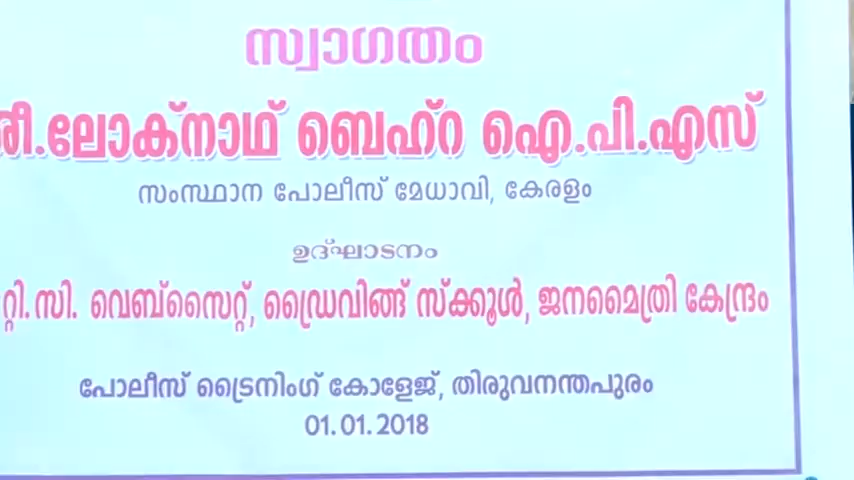 സ്വാഗതം
ശ്രീ.ലോക്നാഥ് ബെഹ്റ ഐ.പി.എസ്
സംസ്ഥാന പോലീസ് മേധാവി, കേരളം
ഉദ്ഘാടനം
റ്റി.സി. വെബ്സൈറ്റ്, ഡ്രൈവിങ്ങ് സ്ക്കൂൾ, ജനമൈത്രി കേന്ദ്രം
പോലീസ് ട്രൈനിംഗ് കോളേജ്, തിരുവനന്തപുരം
01.01.2018